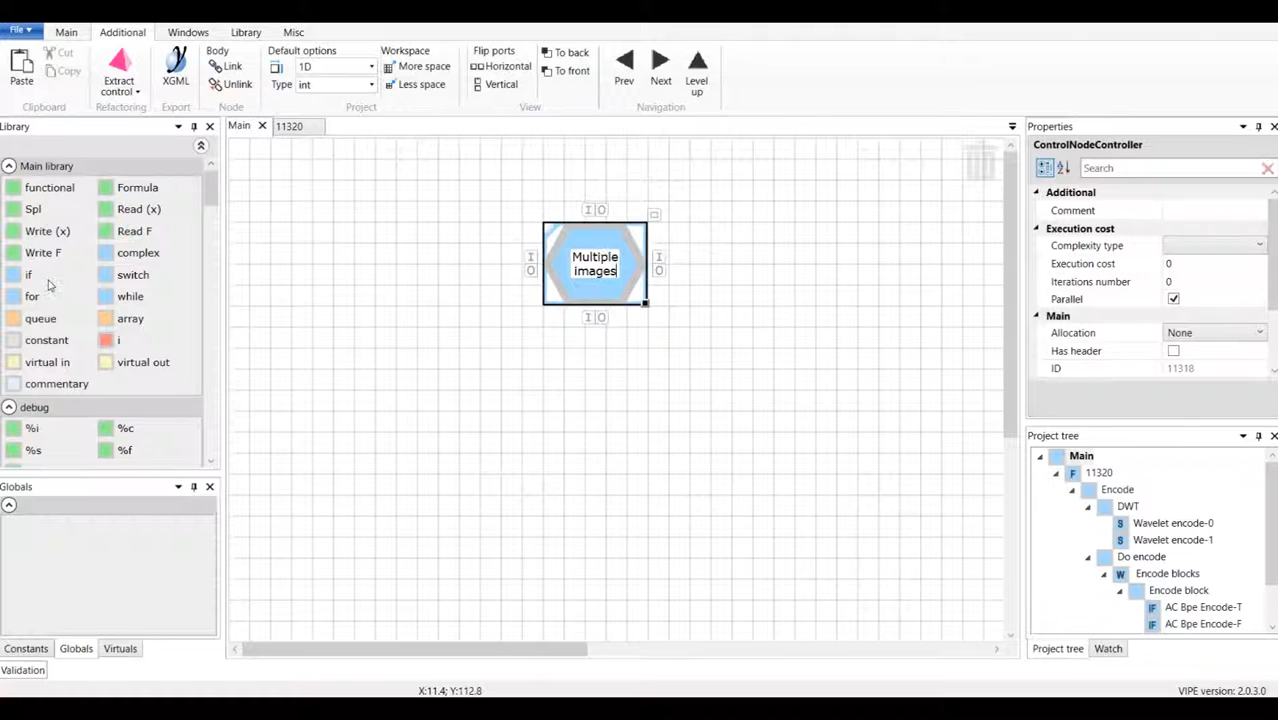 File
Main
Additional
Windows
Library
Misc
Paste
Cut
Copy
Clipboard
Extract
control
Refactoring
XGML
Export
Body
Link
Unlink
Node
Default options
1D
Type int
Project
Workspace
More space
Less space
Flip ports
Horizontal
Vertical
To back
To front
View
Prev
Next
Level
up
Navigation
Library
Main library
functional
Formula
Spl
Read (x)
Write (x)
Read F
Write F
complex
if
switch
for
while
queue
array
constant
i
virtual in
virtual out
commentary
debug
%i
%c
%s
%f
Globals
Constants
Globals
Virtuals
Validation
Main
11320
I O
I
O
Multiple
images
I
O
I O
Properties
ControlNodeController
Search
Additional
Comment
Execution cost
Complexity type
Execution cost 0
Iterations number 0
Parallel
Main
Allocation None
Has header
ID 11318
Project tree
Main
F 11320
Encode
DWT
S Wavelet encode-0
S Wavelet encode-1
Do encode
W Encode blocks
Encode block
IF AC Bpe Encode-T
IF AC Bpe Encode-F
Project tree
Watch
X:11.4; Y:112.8
VIPE version: 2.0.3.0